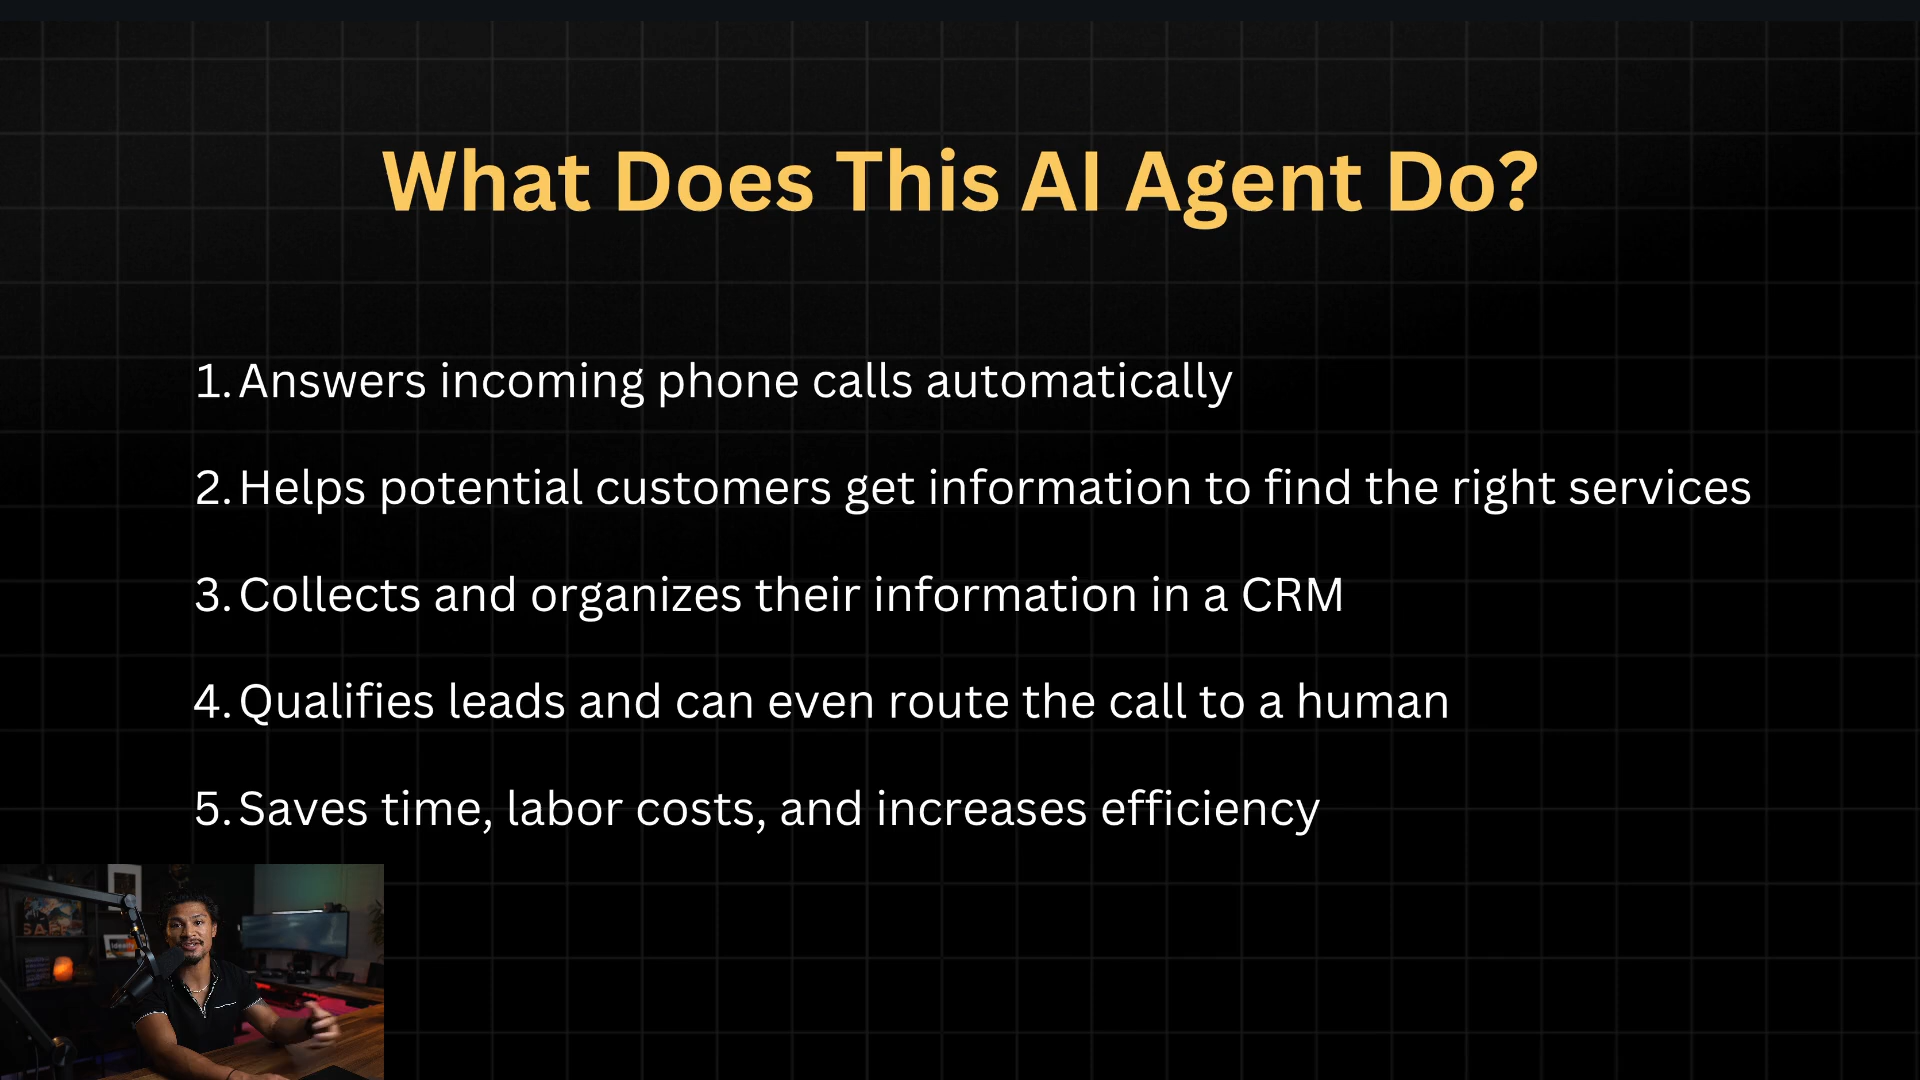 What Does This AI Agent Do?
1. Answers incoming phone calls automatically
2. Helps potential customers get information to find the right services
3. Collects and organizes their information in a CRM
4. Qualifies leads and can even route the call to a human
5. Saves time, labor costs, and increases efficiency